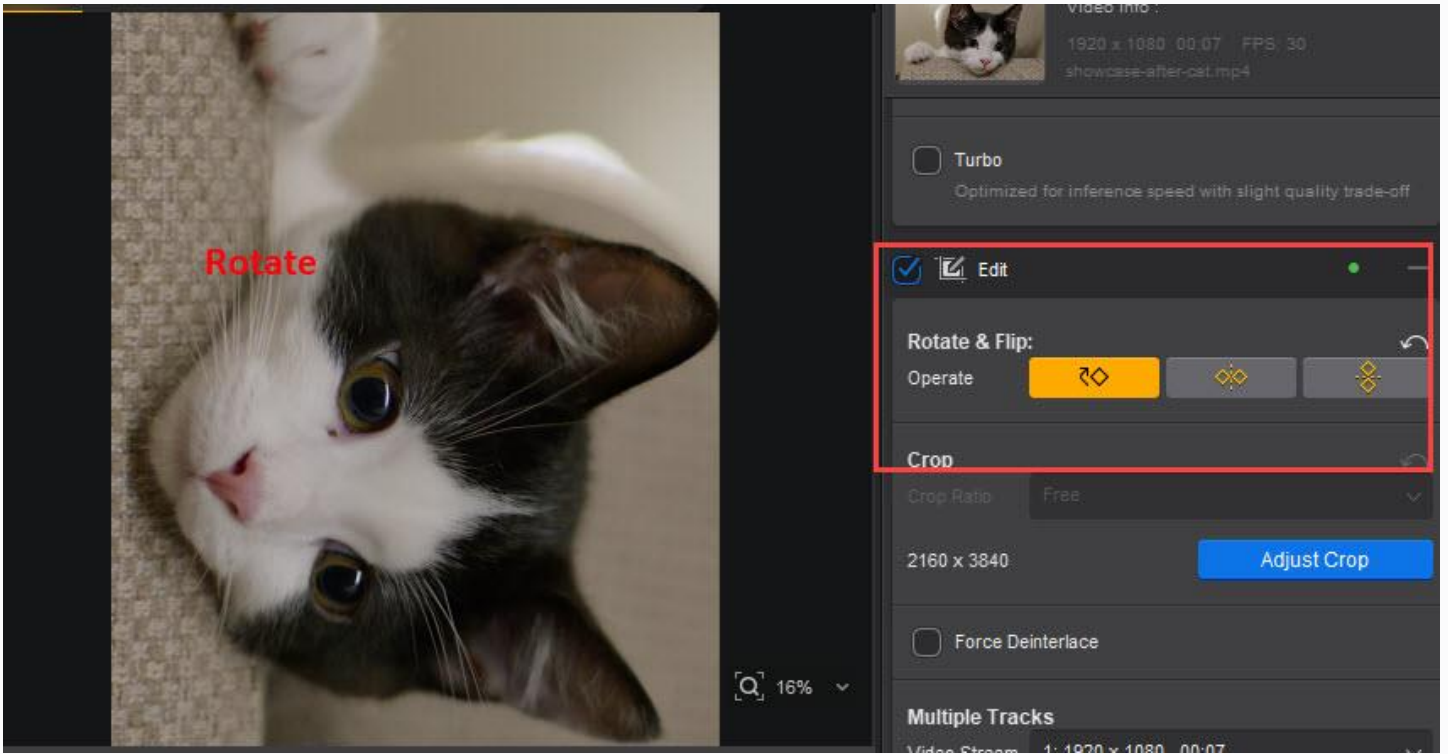 Video Info :
1920 x 1080 00:07 FPS: 30
showcase-after-cat.mp4
Turbo
Optimized for inference speed with slight quality trade-off
Rotate
Edit
Rotate & Flip:
Operate
Crop
Crop Ratio Free
2160 x 3840 Adjust Crop
Force Deinterlace
16%
Multiple Tracks
Video Stream 1: 1920 x 1080 00:07